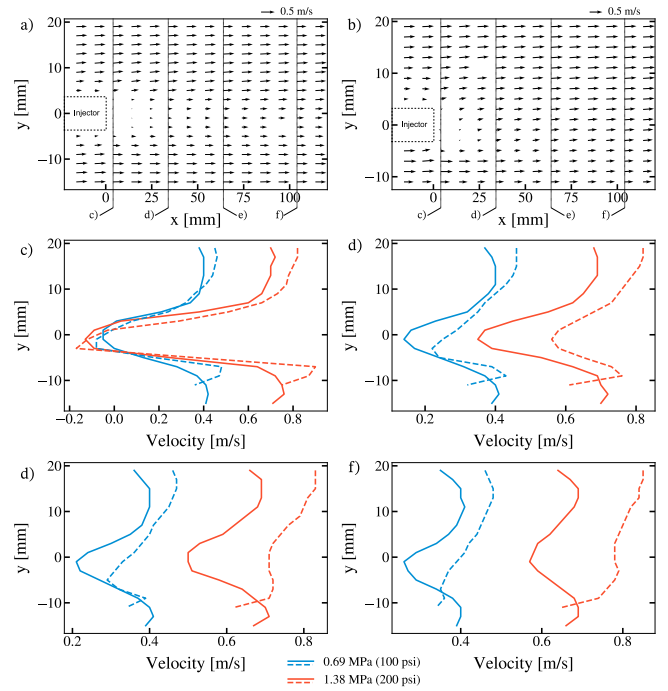 a)
0.5 m/s
20
10
0
−10
y [mm]
Injector
0 25 50 75 100
c) d) e) f)
x [mm]
b)
0.5 m/s
20
10
0
−10
y [mm]
Injector
0 25 50 75 100
c) d) e) f)
x [mm]
c)
20
10
0
−10
y [mm]
−0.2 0.0 0.2 0.4 0.6 0.8
Velocity [m/s]
d)
20
10
0
−10
y [mm]
0.2 0.4 0.6 0.8
Velocity [m/s]
d)
20
10
0
−10
y [mm]
0.2 0.4 0.6 0.8
Velocity [m/s]
f)
20
10
0
−10
y [mm]
0.4 0.6 0.8
Velocity [m/s]
0.69 MPa (100 psi)
1.38 MPa (200 psi)